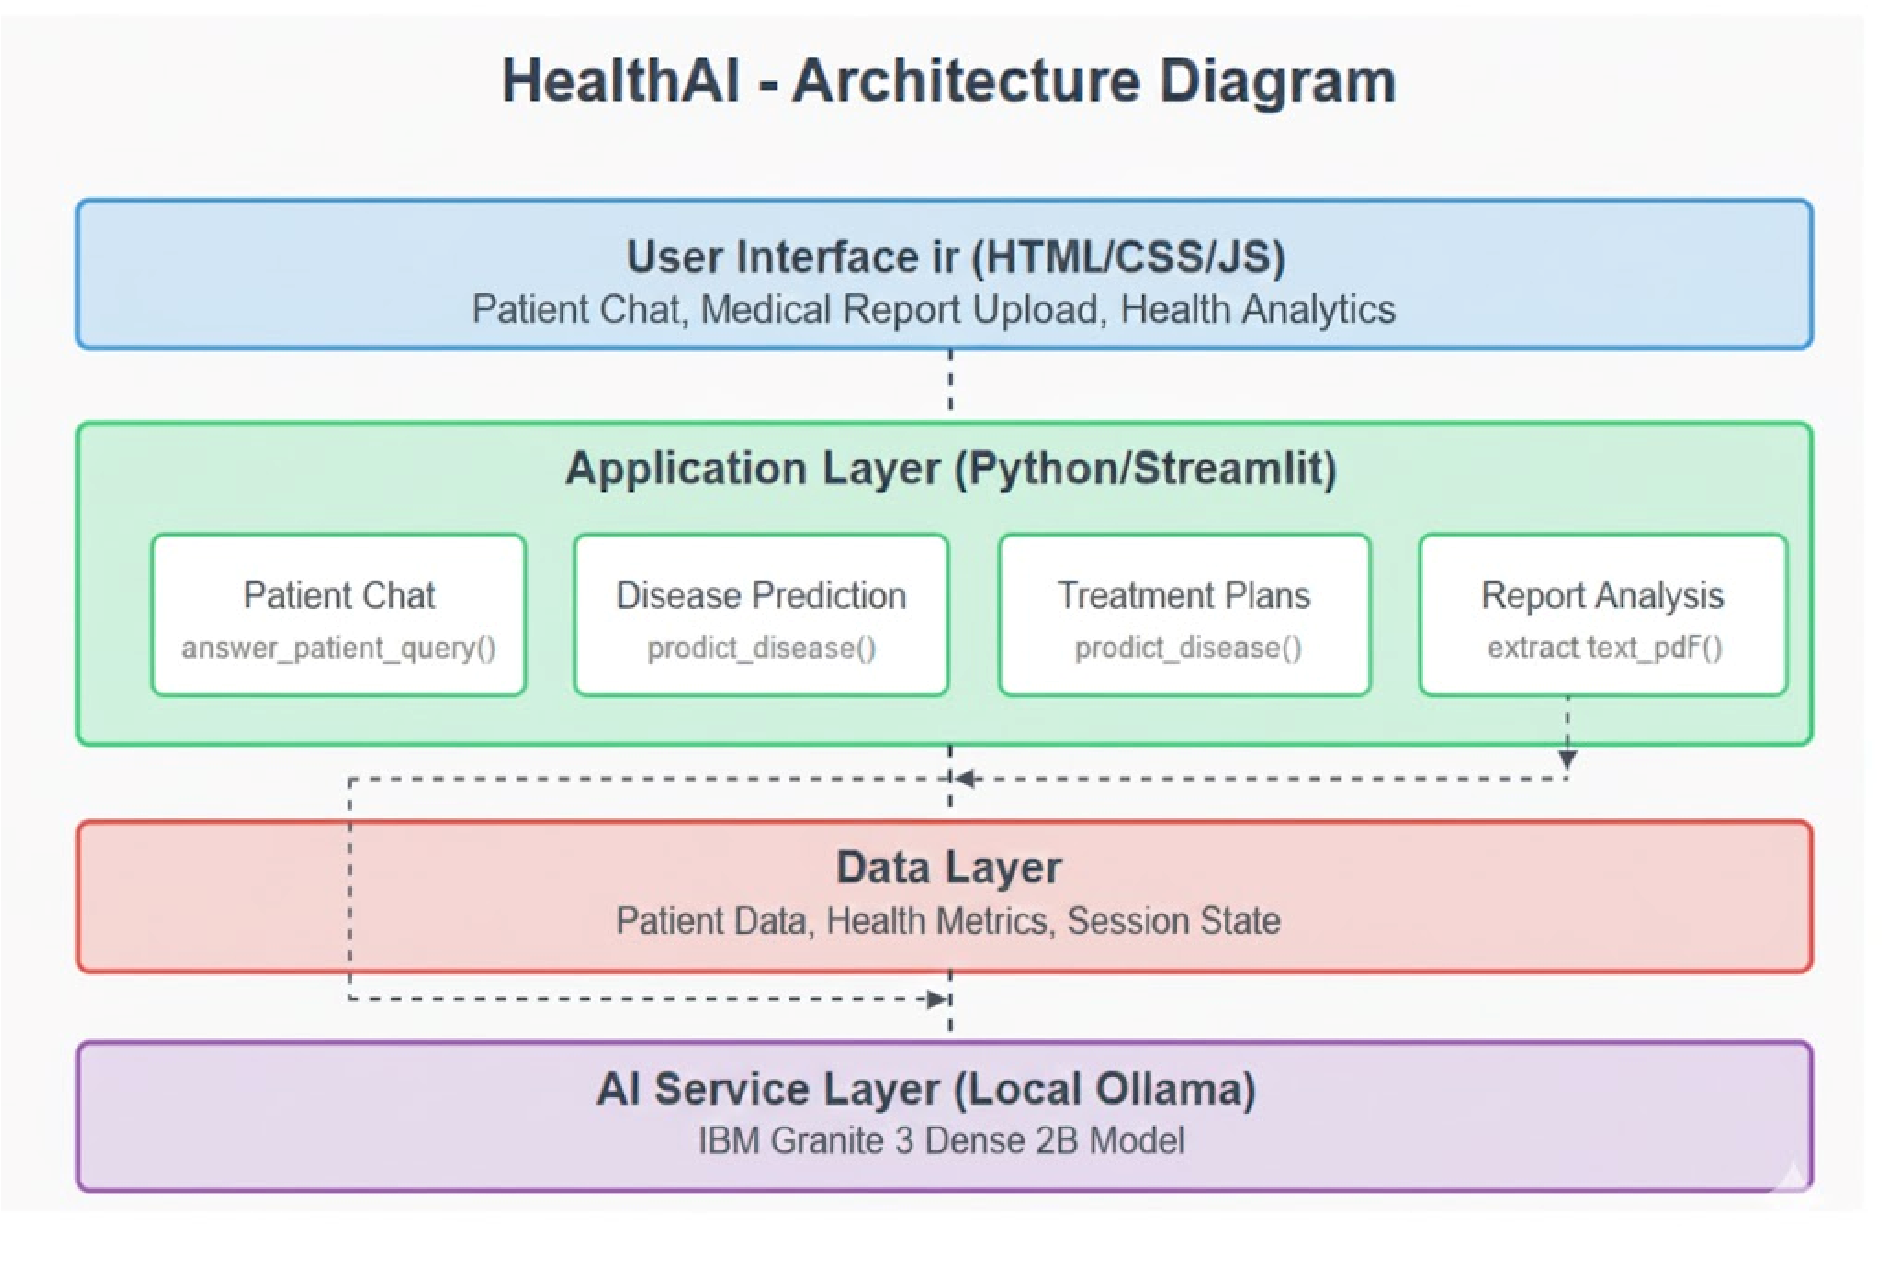 HealthAI - Architecture Diagram
User Interface ir (HTML/CSS/JS)
Patient Chat, Medical Report Upload, Health Analytics
Application Layer (Python/Streamlit)
Patient Chat
answer_patient_query()
Disease Prediction
prodict_disease()
Treatment Plans
prodict_disease()
Report Analysis
extract text_pdF()
Data Layer
Patient Data, Health Metrics, Session State
AI Service Layer (Local Ollama)
IBM Granite 3 Dense 2B Model